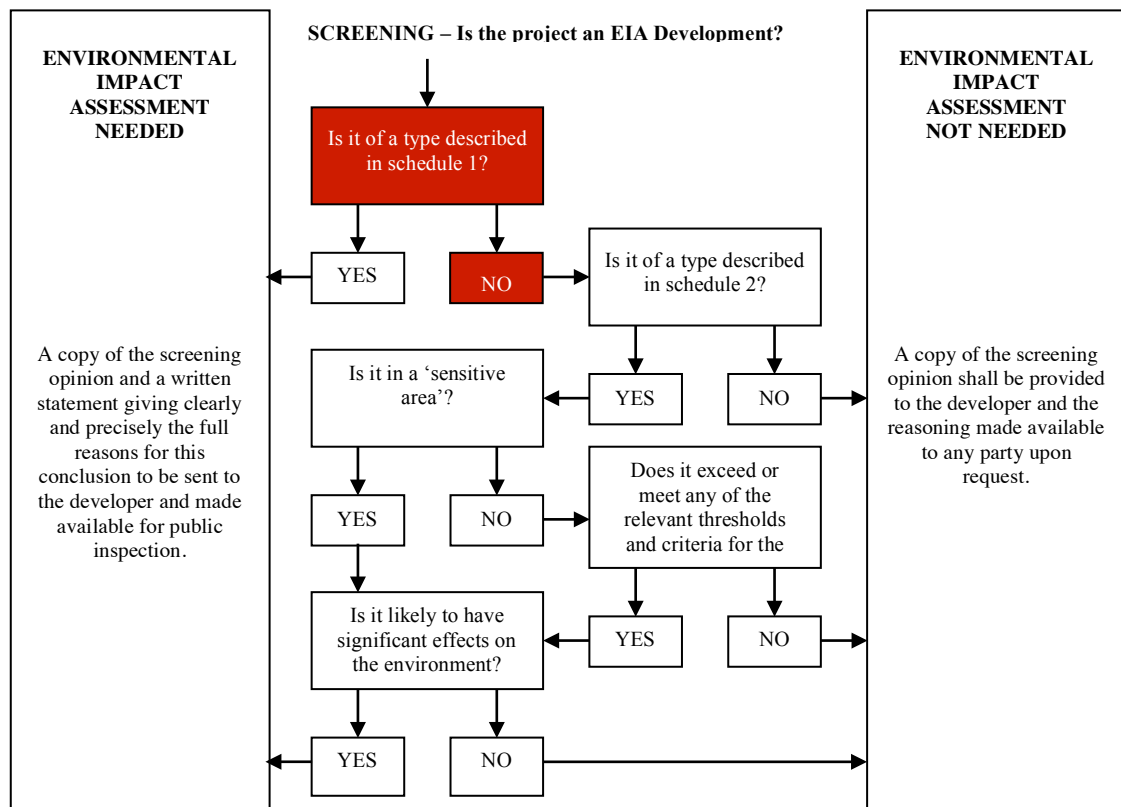 SCREENING – Is the project an EIA Development?
ENVIRONMENTAL
IMPACT
ASSESSMENT
NEEDED
A copy of the screening
opinion and a written
statement giving clearly
and precisely the full
reasons for this
conclusion to be sent to
the developer and made
available for public
inspection.
Is it of a type described
in schedule 1?
YES
NO
Is it of a type described
in schedule 2?
YES
NO
Is it in a ‘sensitive
area’?
YES
NO
Does it exceed or
meet any of the
relevant thresholds
and criteria for the
YES
NO
Is it likely to have
significant effects on
the environment?
YES
NO
ENVIRONMENTAL
IMPACT
ASSESSMENT
NOT NEEDED
A copy of the screening
opinion shall be provided
to the developer and the
reasoning made available
to any party upon
request.